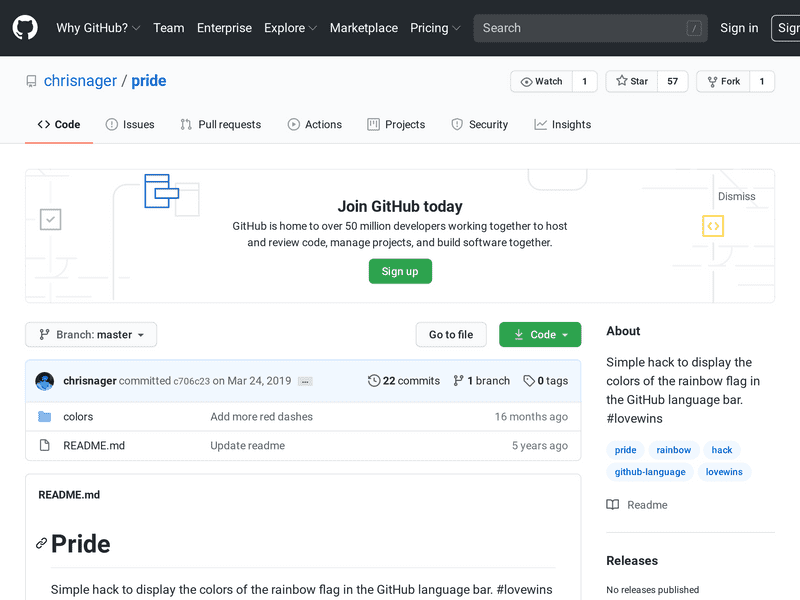 Why GitHub? Team Enterprise Explore Marketplace Pricing Search / Sign in Sign
chrisnager / pride Watch 1 Star 57 Fork 1
Code Issues Pull requests Actions Projects Security Insights
Join GitHub today
Dismiss
GitHub is home to over 50 million developers working together to host
and review code, manage projects, and build software together.
Sign up
Branch: master Go to file Code
chrisnager committed c706c23 on Mar 24, 2019 … 22 commits 1 branch 0 tags
colors Add more red dashes 16 months ago
README.md Update readme 5 years ago
README.md
Pride
Simple hack to display the colors of the rainbow flag in the GitHub language bar. #lovewins
About
Simple hack to display the
colors of the rainbow flag in
the GitHub language bar.
#lovewins
pride rainbow hack
github-language lovewins
Readme
Releases
No releases published